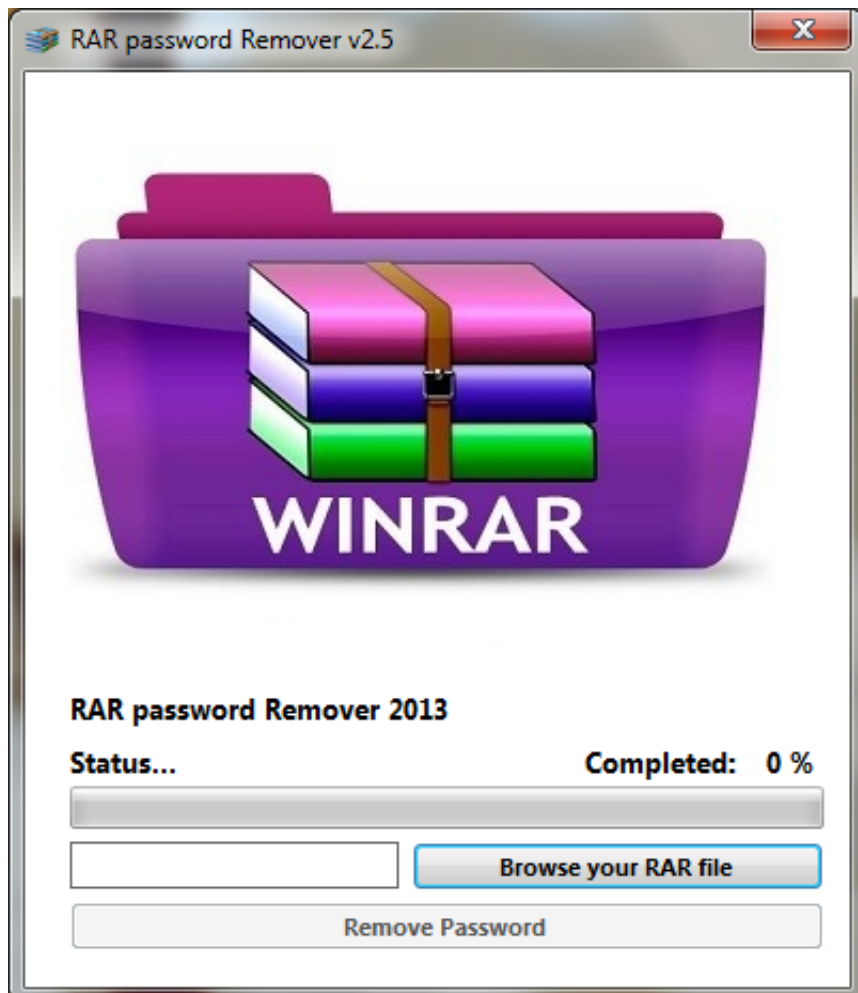 RAR password Remover v2.5
WINRAR
RAR password Remover 2013
Status... Completed: 0 %
Browse your RAR file
Remove Password